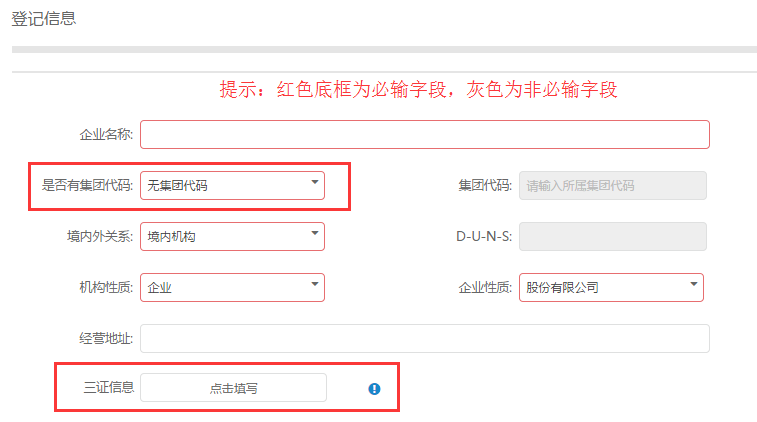 登记信息
提示：红色底框为必输字段，灰色为非必输字段
企业名称:
是否有集团代码: 无集团代码 集团代码: 请输入所属集团代码
境内外关系: 境内机构 D-U-N-S:
机构性质: 企业 企业性质: 股份有限公司
经营地址:
三证信息 点击填写